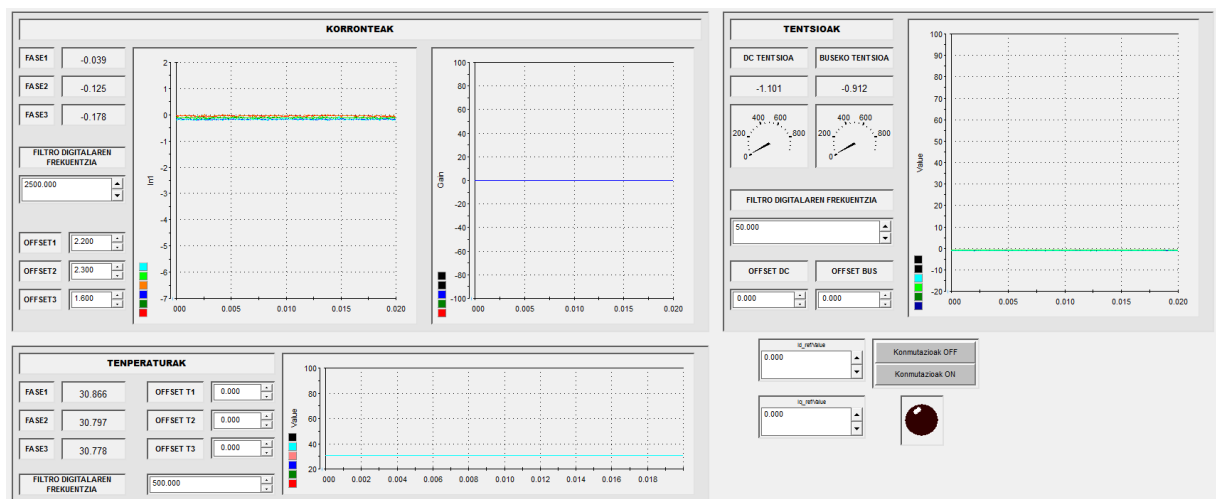 KORRONTEAK
FASE1
-0.039
FASE2
-0.125
FASE3
-0.178
FILTRO DIGITALAREN
FREKUENTZIA
2500.000
OFFSET1
2.200
OFFSET2
2.300
OFFSET3
1.600
In1
2
1
0
-1
-2
-3
-4
-5
-6
-7
000 0.005 0.010 0.015 0.020
Gain
100
80
60
40
20
0
-20
-40
-60
-80
-100
000 0.005 0.010 0.015 0.020
TENTSIOAK
DC TENTSIOA
BUSEKO TENTSIOA
-1.101
-0.912
0 200 400 600 800
0 200 400 600 800
FILTRO DIGITALAREN FREKUENTZIA
50.000
OFFSET DC
OFFSET BUS
0.000
0.000
Value
100
90
80
70
60
50
40
30
20
10
0
-10
-20
000 0.005 0.010 0.015 0.020
TENPERATURAK
FASE1
30.866
OFFSET T1
0.000
FASE2
30.797
OFFSET T2
0.000
FASE3
30.778
OFFSET T3
0.000
FILTRO DIGITALAREN
FREKUENTZIA
500.000
Value
100
80
60
40
20
000 0.002 0.004 0.006 0.008 0.010 0.012 0.014 0.016 0.018
id_ref/Value
0.000
Konmutazioak OFF
Konmutazioak ON
iq_ref/Value
0.000